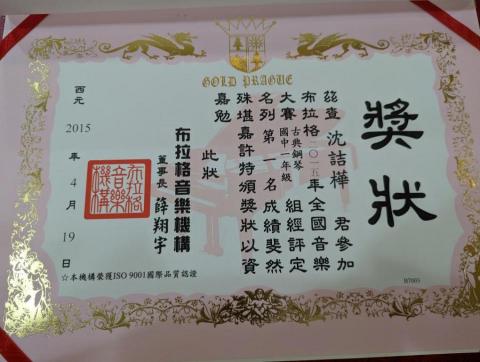 GOLD PRAGUE
獎狀
茲查 沈詰樺 君參加
布拉格二〇一五年全國音樂
大賽 古典鋼琴 國中一年級 組經評定
名列 第一名 成績斐然
殊堪嘉許特頒獎狀以資
嘉勉
此狀
布拉格音樂機構
董事長 薛翔宇
布拉格
音樂
機構
西元 2015 年 4 月 19 日
☆本機構榮獲ISO 9001國際品質認證
B7003